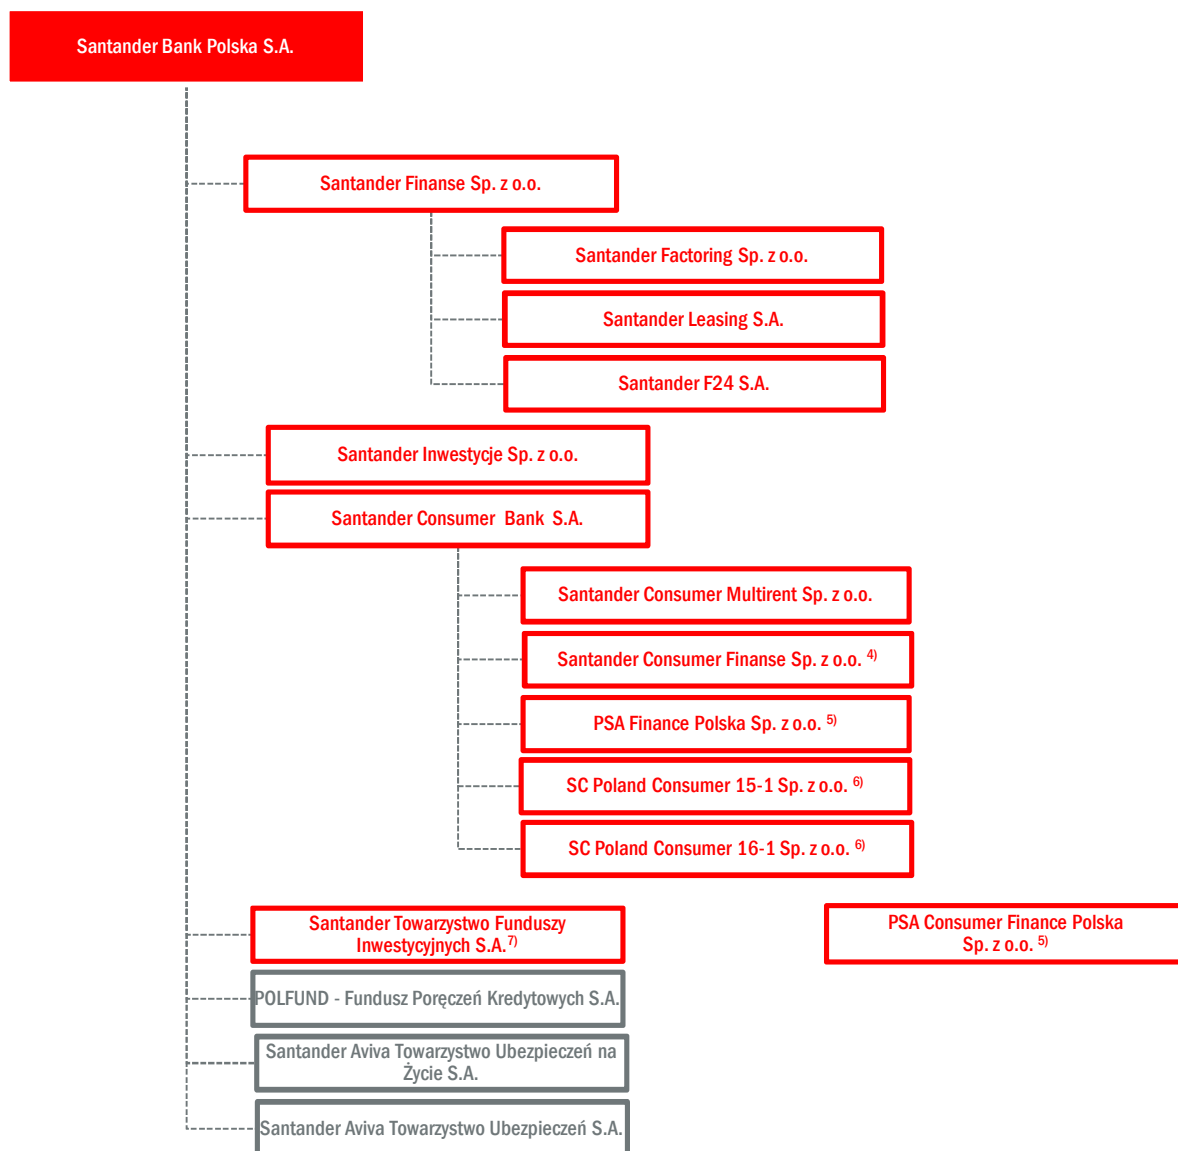 Santander Bank Polska S.A.
Santander Finanse Sp. z o.o.
Santander Factoring Sp. z o.o.
Santander Leasing S.A.
Santander F24 S.A.
Santander Inwestycje Sp. z o.o.
Santander Consumer Bank S.A.
Santander Consumer Multirent Sp. z o.o.
Santander Consumer Finanse Sp. z o.o. 4)
PSA Finance Polska Sp. z o.o. 5)
SC Poland Consumer 15-1 Sp. z o.o. 6)
SC Poland Consumer 16-1 Sp. z o.o. 6)
Santander Towarzystwo Funduszy
Inwestycyjnych S.A. 7)
PSA Consumer Finance Polska
Sp. z o.o. 5)
POLFUND - Fundusz Poręczeń Kredytowych S.A.
Santander Aviva Towarzystwo Ubezpieczeń na
Życie S.A.
Santander Aviva Towarzystwo Ubezpieczeń S.A.